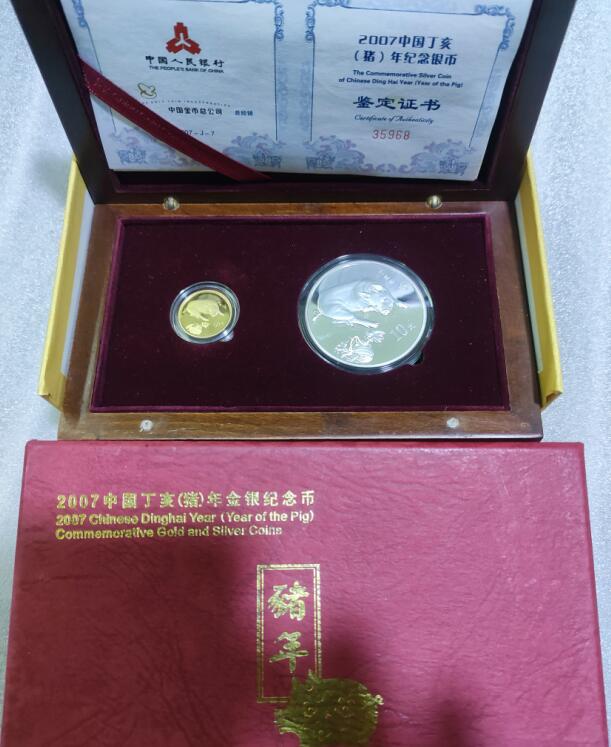 中国人民银行
THE PEOPLE'S BANK OF CHINA
中国金币总公司
2007中国丁亥
(猪)年纪念银币
The Commemorative Silver Coin
of Chinese Ding Hai Year (Year of the Pig)
鉴定证书
Certificate of Authenticity
35968
10元
2007中国丁亥(猪)年金银纪念币
2007 Chinese Dinghai Year (Year of the Pig)
Commemorative Gold and Silver Coins
豬年